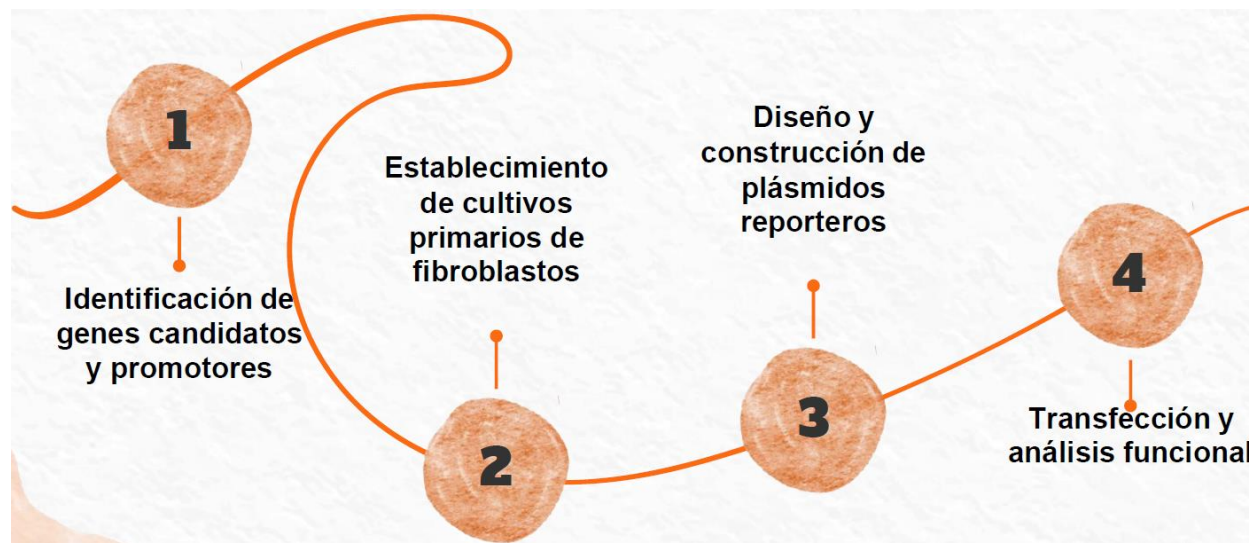 1
Identificación de
genes candidatos
y promotores
Establecimiento
de cultivos
primarios de
fibroblastos
2
Diseño y
construcción de
plásmidos
reporteros
3
4
Transfección y
análisis funcional